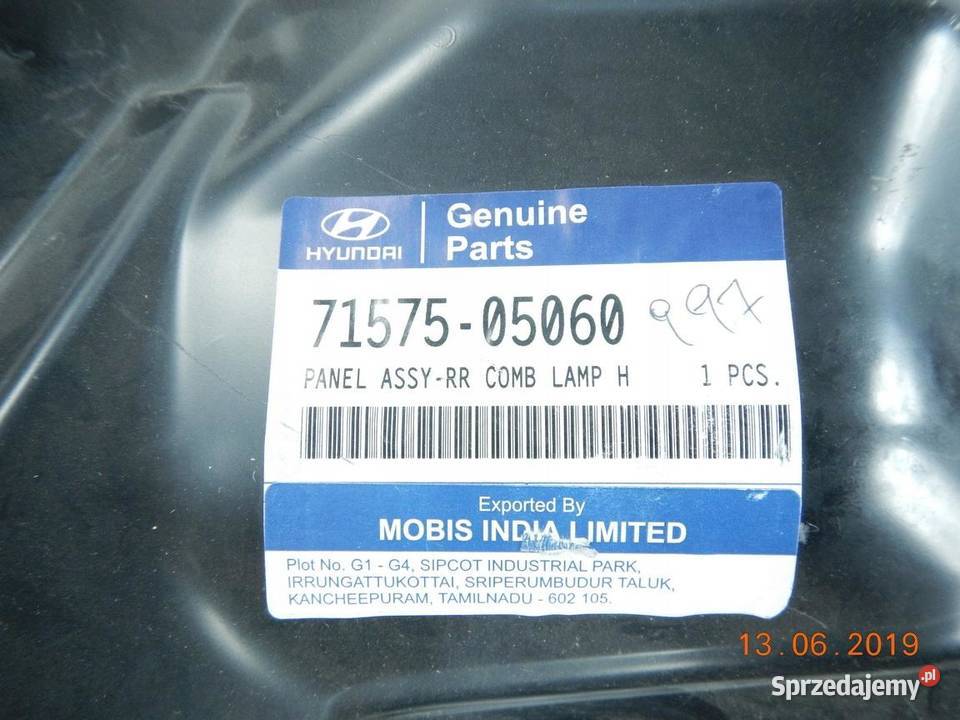 HYUNDAI
Genuine
Parts
71575-05060 997
PANEL ASSY-RR COMB LAMP H 1 PCS.
Exported By
MOBIS INDIA LIMITED
Plot No. G1 - G4, SIPCOT INDUSTRIAL PARK,
IRRUNGATTUKOTTAI, SRIPERUMBUDUR TALUK,
KANCHEEPURAM, TAMILNADU - 602 105.
13.06.2019
Sprzedajemy.pl